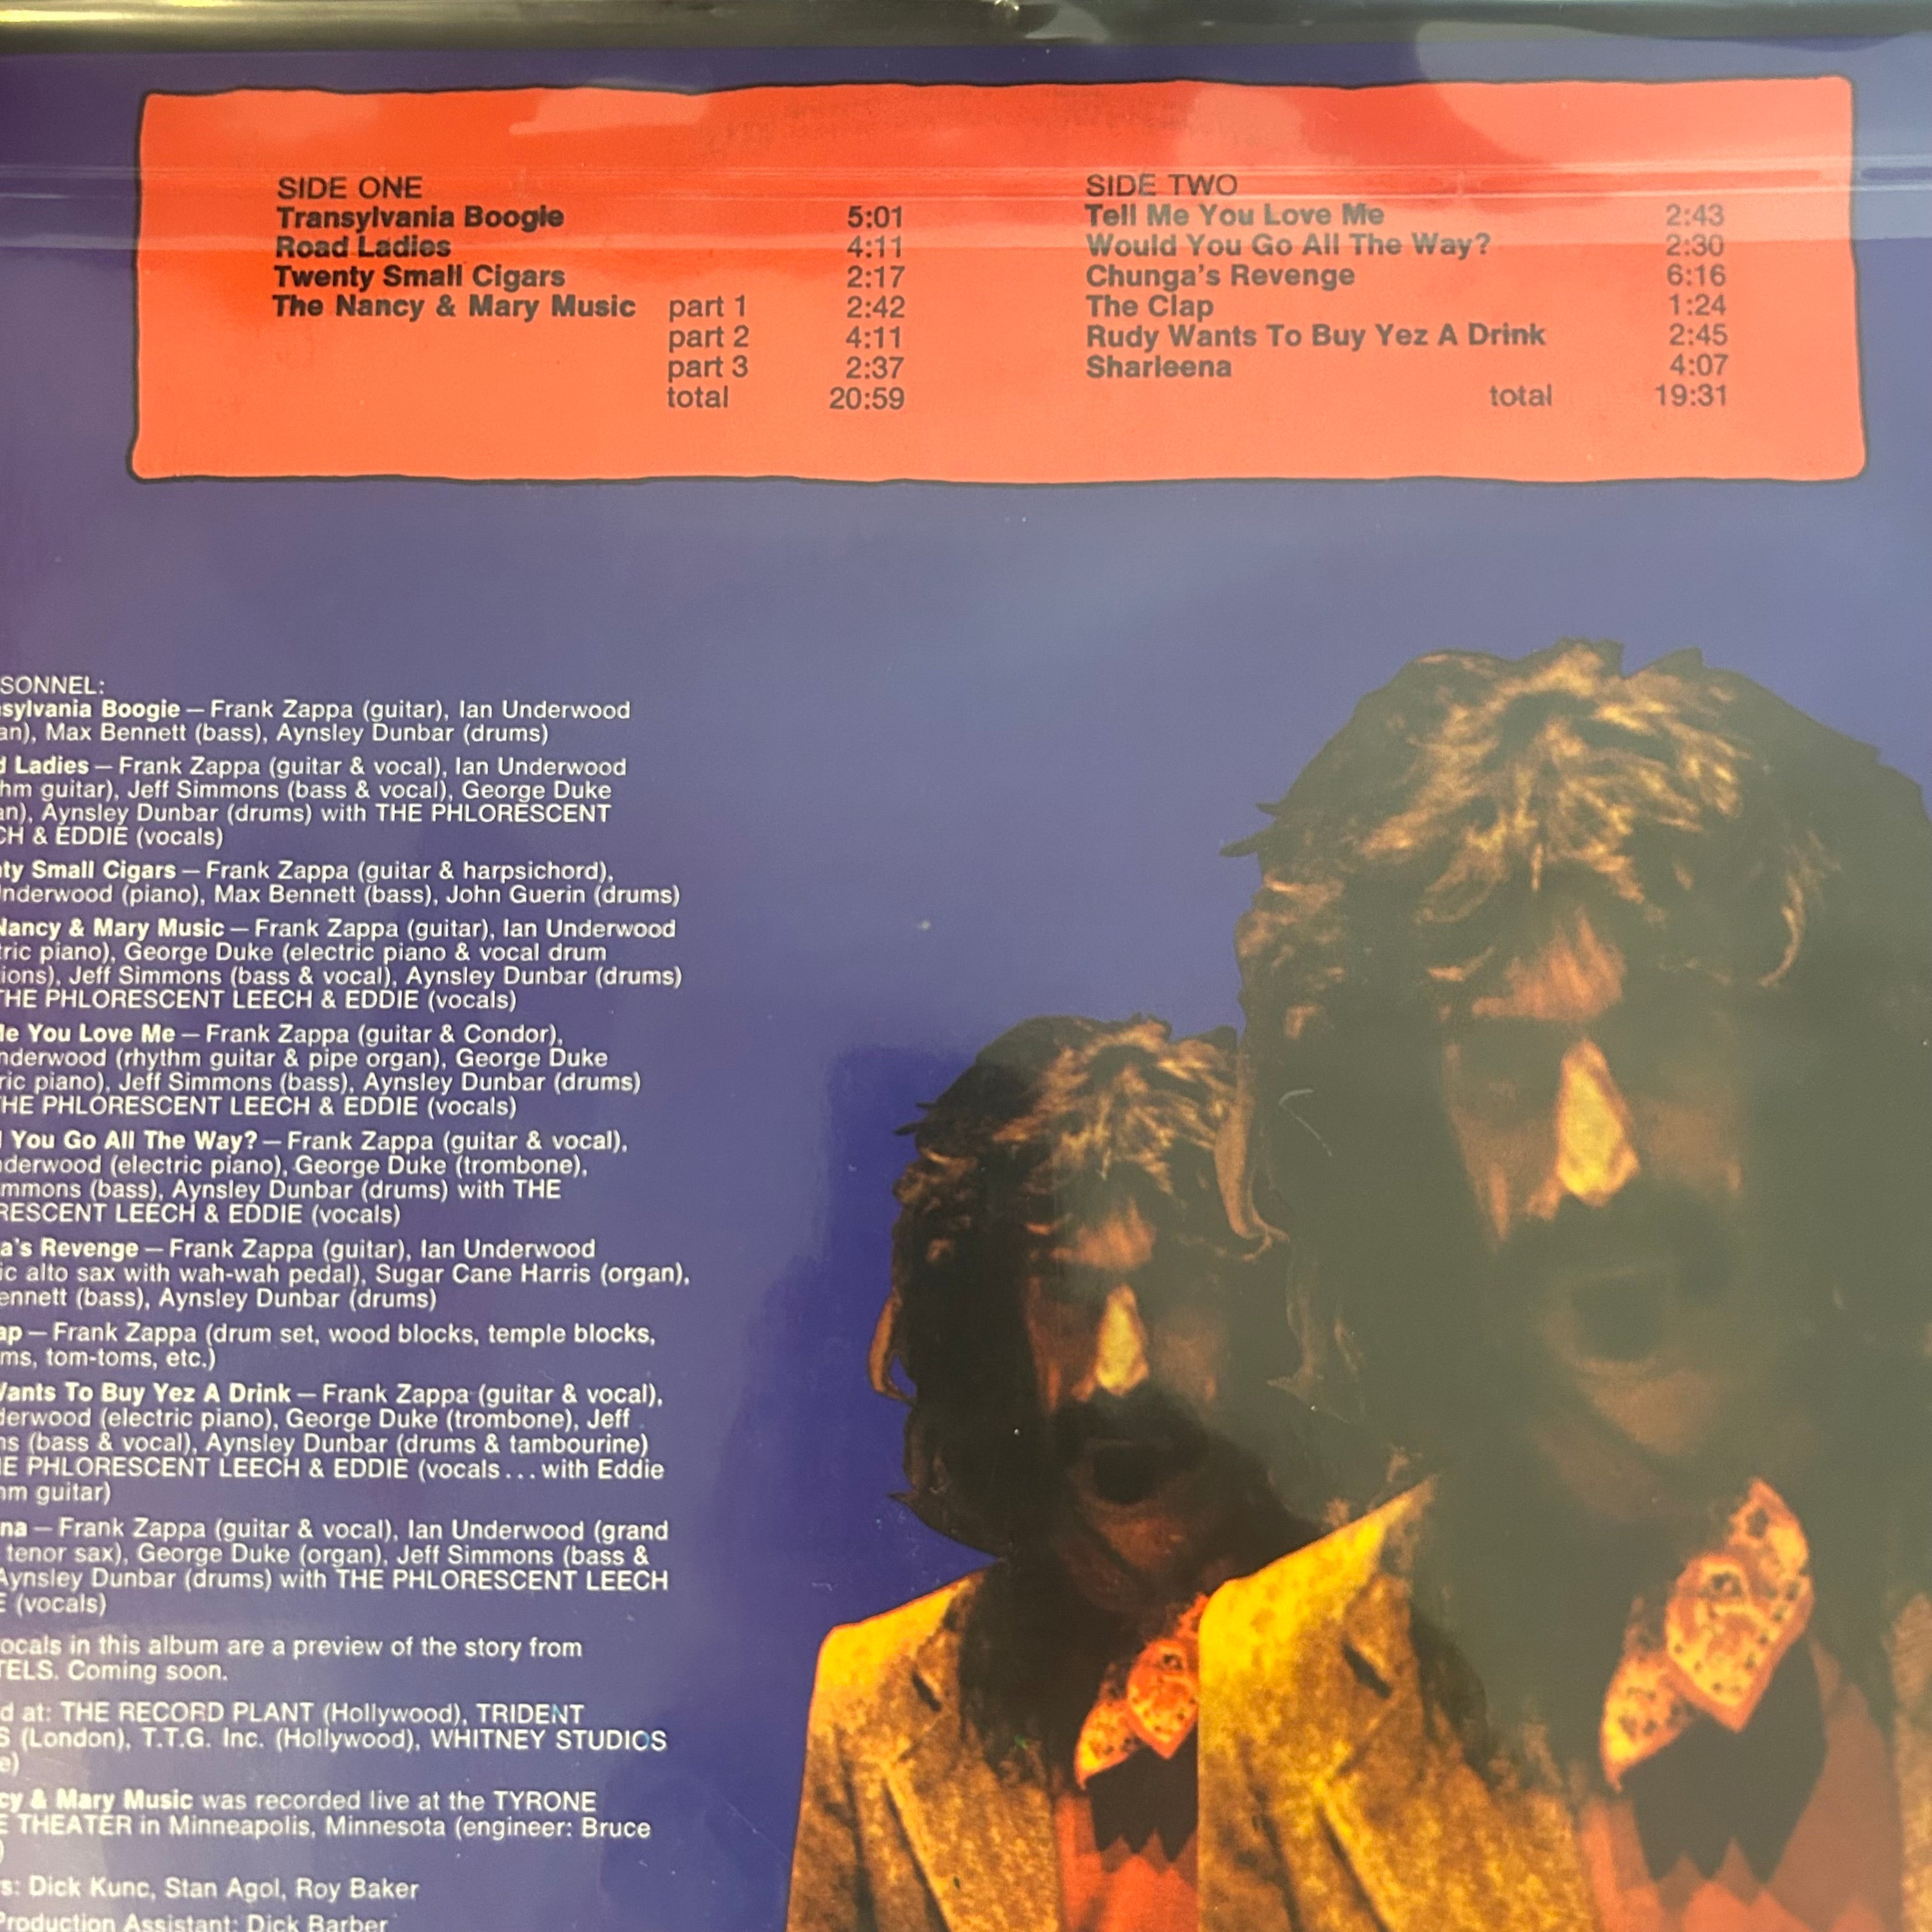 SIDE ONE
Transylvania Boogie 5:01
Road Ladies 4:11
Twenty Small Cigars 2:17
The Nancy & Mary Music part 1 2:42
part 2 4:11
part 3 2:37
total 20:59
SIDE TWO
Tell Me You Love Me 2:43
Would You Go All The Way? 2:30
Chunga's Revenge 6:16
The Clap 1:24
Rudy Wants To Buy Yez A Drink 2:45
Sharleena 4:07
total 19:31
SONNEL:
sylvania Boogie — Frank Zappa (guitar), Ian Underwood
an), Max Bennett (bass), Aynsley Dunbar (drums)
d Ladies — Frank Zappa (guitar & vocal), Ian Underwood
hm guitar), Jeff Simmons (bass & vocal), George Duke
an), Aynsley Dunbar (drums) with THE PHLORESCENT
CH & EDDIE (vocals)
ty Small Cigars — Frank Zappa (guitar & harpsichord),
nderwood (piano), Max Bennett (bass), John Guerin (drums)
Nancy & Mary Music — Frank Zappa (guitar), Ian Underwood
tric piano), George Duke (electric piano & vocal drum
ions), Jeff Simmons (bass & vocal), Aynsley Dunbar (drums)
THE PHLORESCENT LEECH & EDDIE (vocals)
Me You Love Me — Frank Zappa (guitar & Condor),
nderwood (rhythm guitar & pipe organ), George Duke
ric piano), Jeff Simmons (bass), Aynsley Dunbar (drums)
THE PHLORESCENT LEECH & EDDIE (vocals)
d You Go All The Way? — Frank Zappa (guitar & vocal),
derwood (electric piano), George Duke (trombone),
mmons (bass), Aynsley Dunbar (drums) with THE
RESCENT LEECH & EDDIE (vocals)
a's Revenge — Frank Zappa (guitar), Ian Underwood
ic alto sax with wah-wah pedal), Sugar Cane Harris (organ),
ennett (bass), Aynsley Dunbar (drums)
ap — Frank Zappa (drum set, wood blocks, temple blocks,
ms, tom-toms, etc.)
Wants To Buy Yez A Drink — Frank Zappa (guitar & vocal),
derwood (electric piano), George Duke (trombone), Jeff
ns (bass & vocal), Aynsley Dunbar (drums & tambourine)
HE PHLORESCENT LEECH & EDDIE (vocals... with Eddie
hm guitar)
na — Frank Zappa (guitar & vocal), Ian Underwood (grand
tenor sax), George Duke (organ), Jeff Simmons (bass &
Aynsley Dunbar (drums) with THE PHLORESCENT LEECH
E (vocals)
ocals in this album are a preview of the story from
TELS. Coming soon.
d at: THE RECORD PLANT (Hollywood), TRIDENT
S (London), T.T.G. Inc. (Hollywood), WHITNEY STUDIOS
e)
cy & Mary Music was recorded live at the TYRONE
E THEATER in Minneapolis, Minnesota (engineer: Bruce
)
s: Dick Kunc, Stan Agol, Roy Baker
Production Assistant: Dick Barber